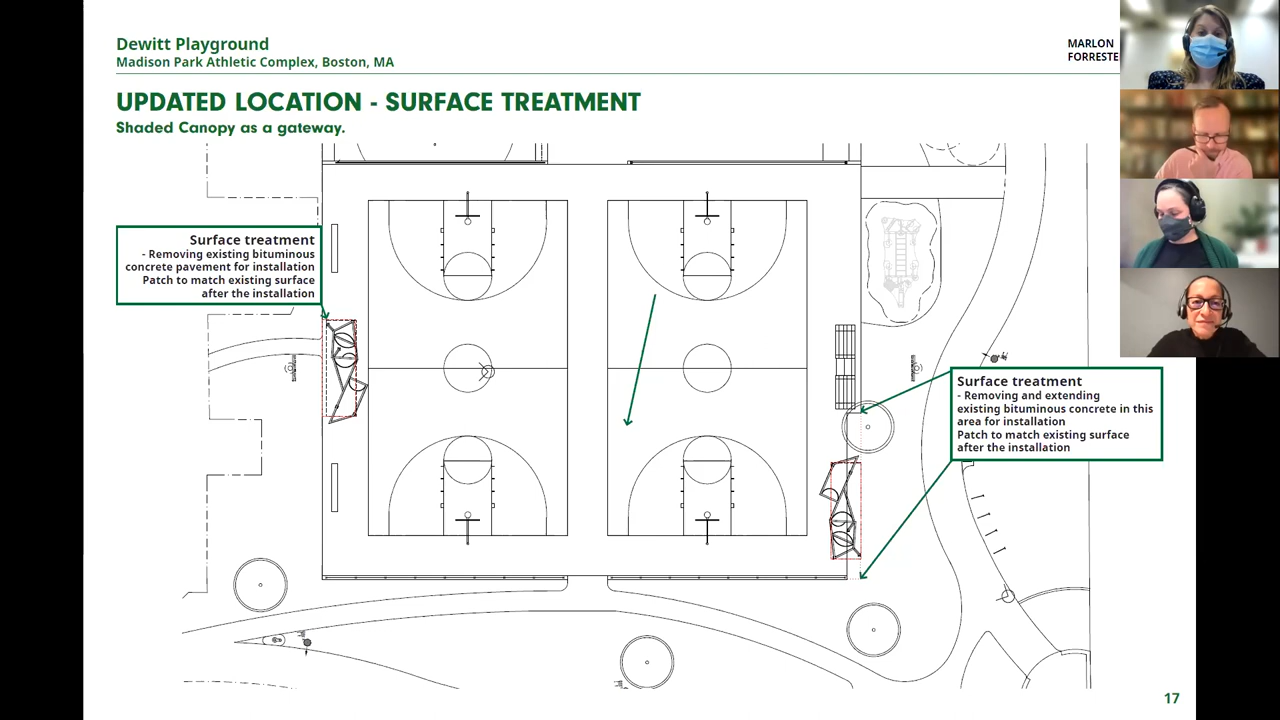 Dewitt Playground
Madison Park Athletic Complex, Boston, MA
MARLON
FORRESTE
UPDATED LOCATION - SURFACE TREATMENT
Shaded Canopy as a gateway.
Surface treatment
- Removing existing bituminous
concrete pavement for installation
Patch to match existing surface
after the installation
Surface treatment
- Removing and extending
existing bituminous concrete in this
area for installation
Patch to match existing surface
after the installation
17